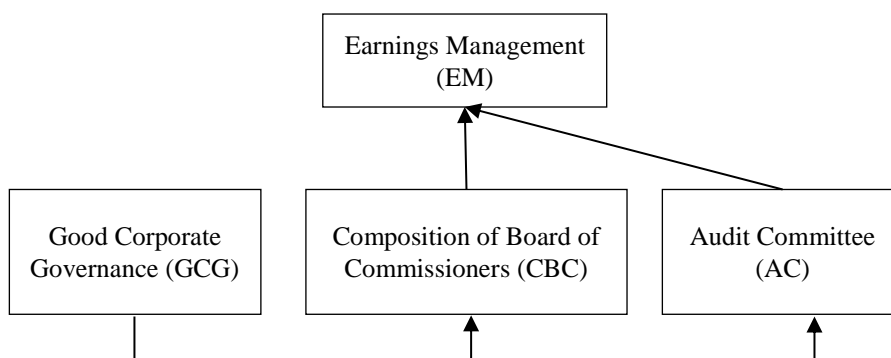 Earnings Management
(EM)
Good Corporate
Governance (GCG)
Composition of Board of
Commissioners (CBC)
Audit Committee
(AC)